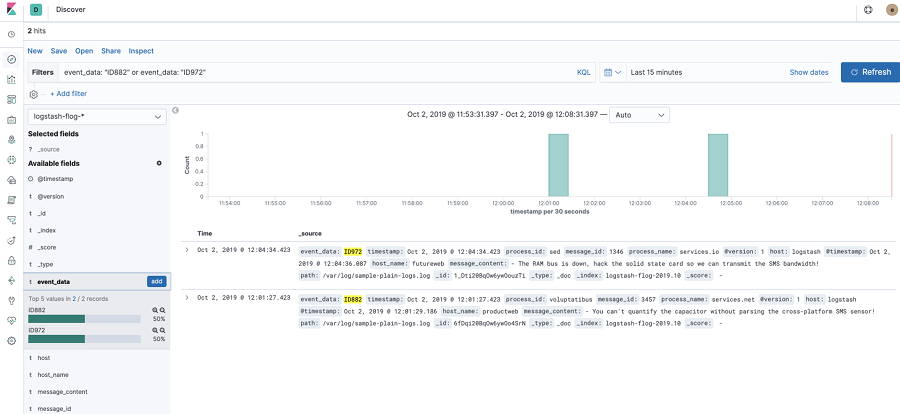 D Discover e
2 hits
New Save Open Share Inspect
Filters event_data: "ID882" or event_data: "ID972" KQL Last 15 minutes Show dates Refresh
+ Add filter
logstash-flog-*
Selected fields
? _source
Available fields
@timestamp
t @version
t _id
t _index
# _score
t _type
t event_data add
Top 5 values in 2 / 2 records
ID882
50%
ID972
50%
t host
t host_name
t message_content
t message_id
Oct 2, 2019 @ 11:53:31.397 - Oct 2, 2019 @ 12:08:31.397 — Auto
Count
1
0.8
0.6
0.4
0.2
0
11:54:00 11:55:00 11:56:00 11:57:00 11:58:00 11:59:00 12:00:00 12:01:00 12:02:00 12:03:00 12:04:00 12:05:00 12:06:00 12:07:00 12:08:00
timestamp per 30 seconds
Time _source
Oct 2, 2019 @ 12:04:34.423 event_data: ID972 timestamp: Oct 2, 2019 @ 12:04:34.423 process_id: sed message_id: 1346 process_name: services.io @version: 1 host: logstash @timestamp: Oct 2,
2019 @ 12:04:36.087 host_name: futureweb message_content: - The RAM bus is down, hack the solid state card so we can transmit the SMS bandwidth!
path: /var/log/sample-plain-logs.log _id: 1_Oti20BqOw6ywOouzTi _type: _doc _index: logstash-flog-2019.10 _score: -
Oct 2, 2019 @ 12:01:27.423 event_data: ID882 timestamp: Oct 2, 2019 @ 12:01:27.423 process_id: voluptatibus message_id: 3457 process_name: services.net @version: 1 host: logstash
@timestamp: Oct 2, 2019 @ 12:01:29.186 host_name: productweb message_content: - You can't quantify the capacitor without parsing the cross-platform SMS sensor!
path: /var/log/sample-plain-logs.log _id: 6fDqi20BqOw6ywOo4SrN _type: _doc _index: logstash-flog-2019.10 _score: -